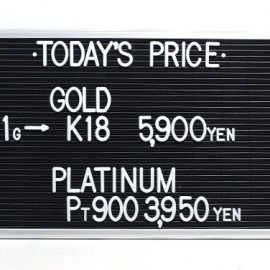 ·TODAY'S PRICE·
GOLD
1G→ K18 5,900YEN
PLATINUM
PT900 3,950YEN